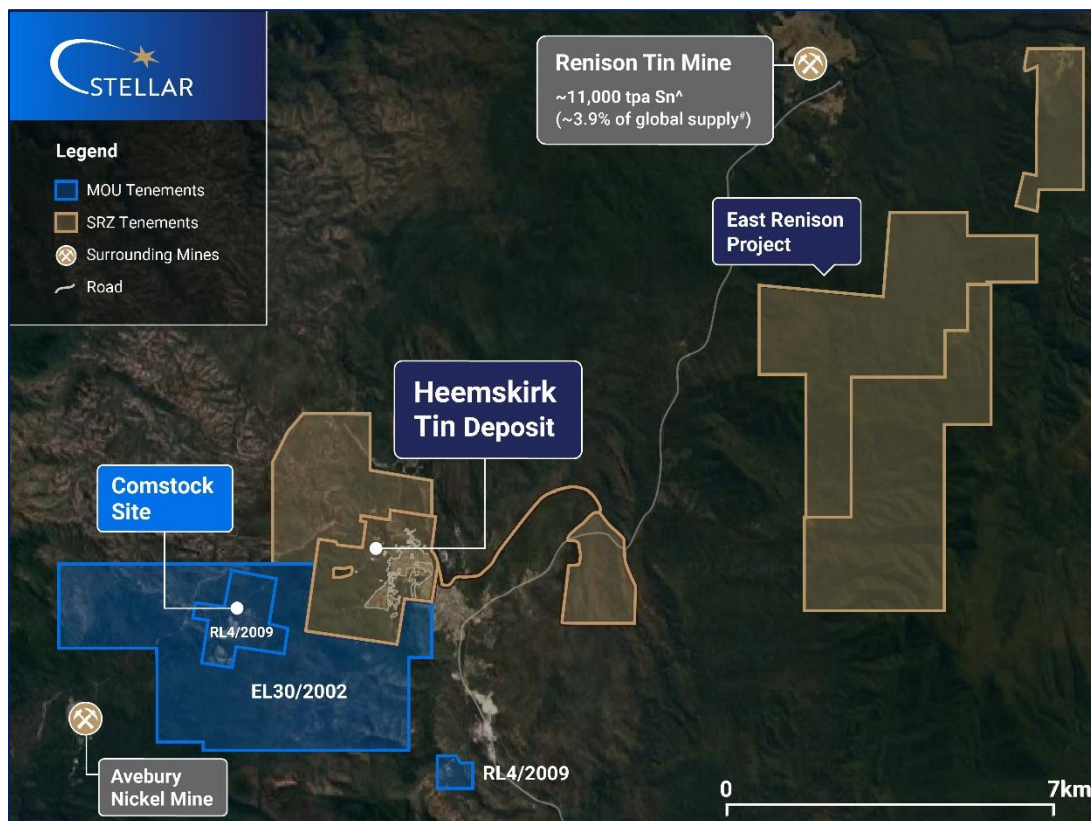 STELLAR
Legend
MOU Tenements
SRZ Tenements
Surrounding Mines
Road
Renison Tin Mine
~11,000 tpa Sn^
(~3.9% of global supply#)
East Renison
Project
Heemskirk
Tin Deposit
Comstock
Site
RL4/2009
EL30/2002
Avebury
Nickel Mine
RL4/2009
0 7km